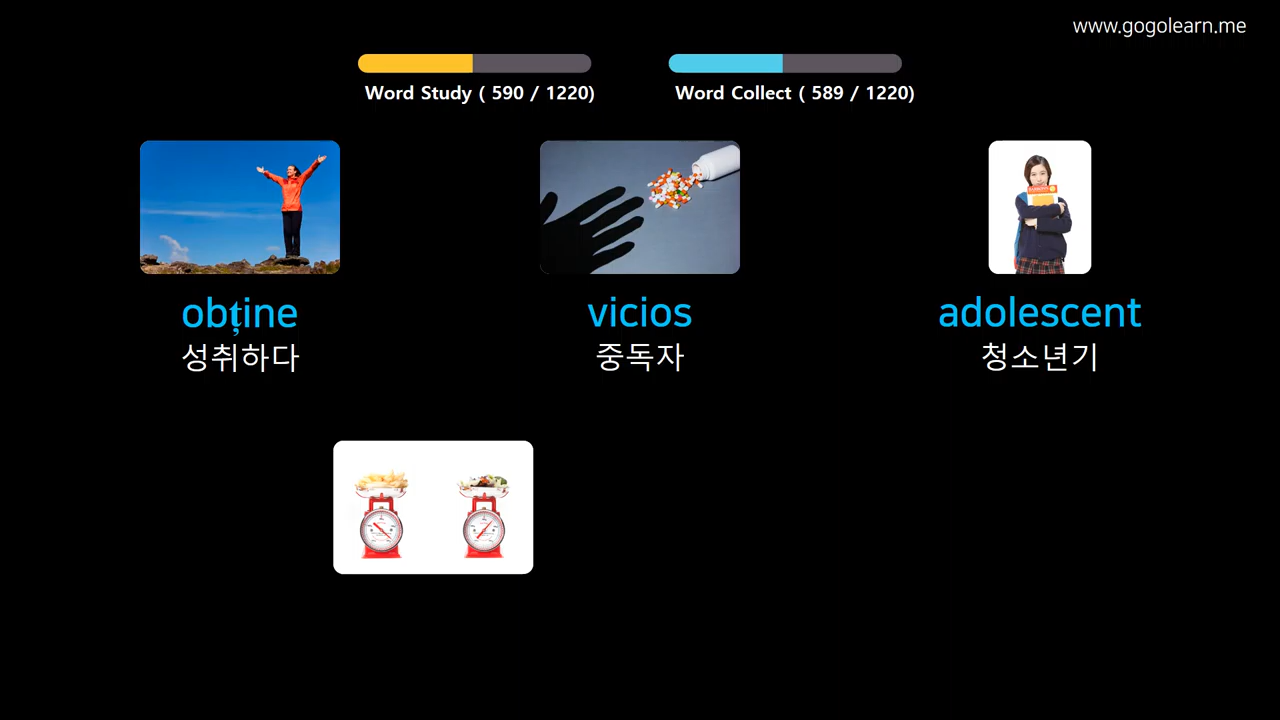 www.gogolearn.me
Word Study ( 590 / 1220)
Word Collect ( 589 / 1220)
obține
vicios
adolescent
성취하다
중독자
청소년기